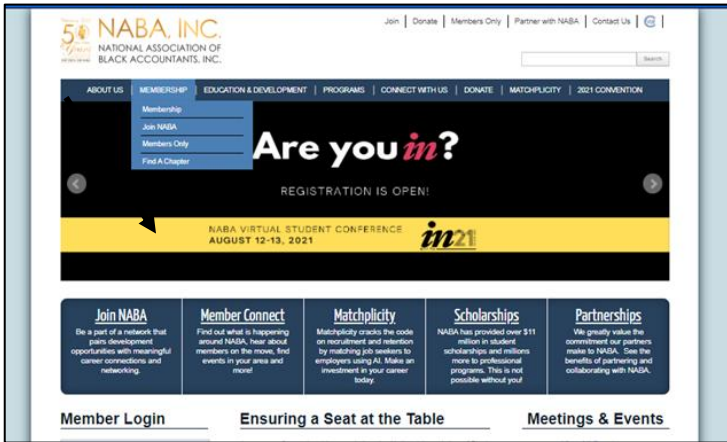 50
Years
NABA, INC.
NATIONAL ASSOCIATION OF
BLACK ACCOUNTANTS, INC.
Join | Donate | Members Only | Partner with NABA | Contact Us |
Search
ABOUT US | MEMBERSHIP | EDUCATION & DEVELOPMENT | PROGRAMS | CONNECT WITH US | DONATE | MATCHPLICITY | 2021 CONVENTION
Membership
Join NABA
Members Only
Find A Chapter
Are you in?
REGISTRATION IS OPEN!
NABA VIRTUAL STUDENT CONFERENCE
AUGUST 12-13, 2021
in21
Join NABA
Be a part of a network that
pairs development
opportunities with meaningful
career connections and
networking.
Member Connect
Find out what is happening
around NABA, hear about
members on the move, find
events in your area and
more!
Matchplicity
Matchplicity cracks the code
on recruitment and retention
by matching job seekers to
employers using AI. Make an
investment in your career
today.
Scholarships
NABA has provided over $11
million in student
scholarships and millions
more to professional
programs. This is not
possible without you!
Partnerships
We greatly value the
commitment our partners
make to NABA. See the
benefits of partnering and
collaborating with NABA.
Member Login
Ensuring a Seat at the Table
Meetings & Events